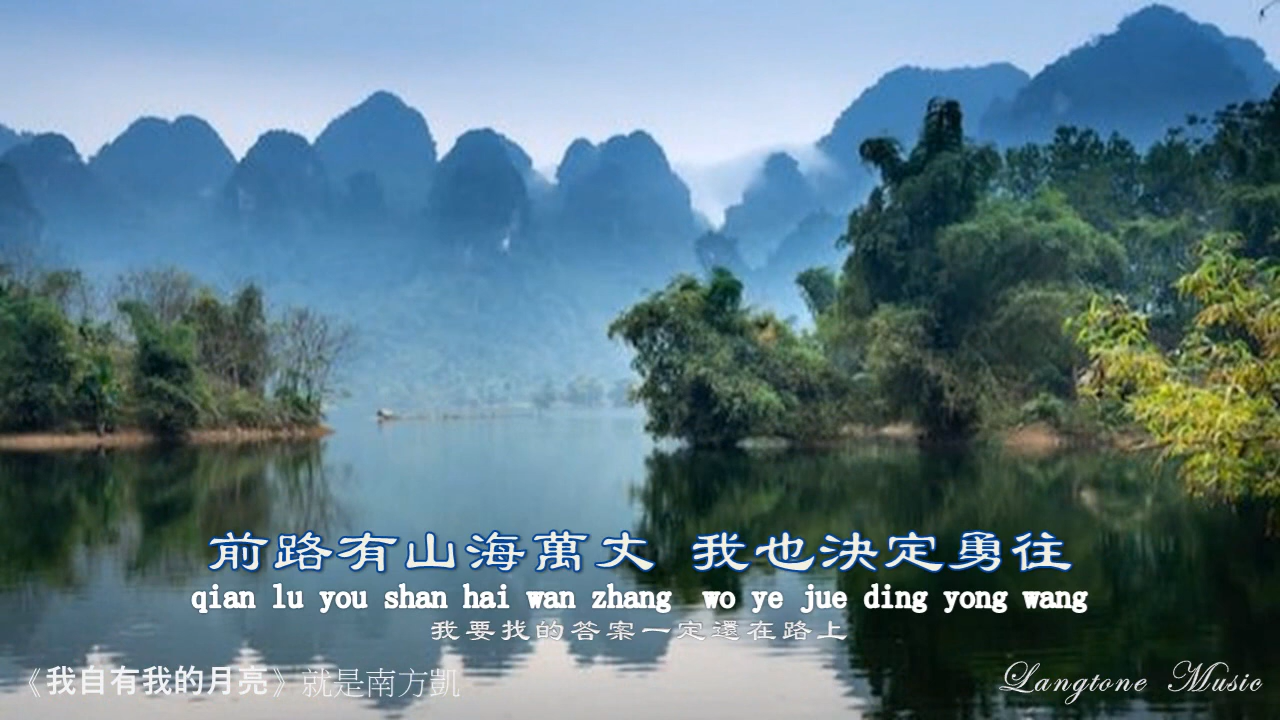 前路有山海萬丈 我也決定勇往
qian lu you shan hai wan zhang wo ye jue ding yong wang
我要找的答案一定還在路上
《我自有我的月亮》就是南方凱
Langtone Music